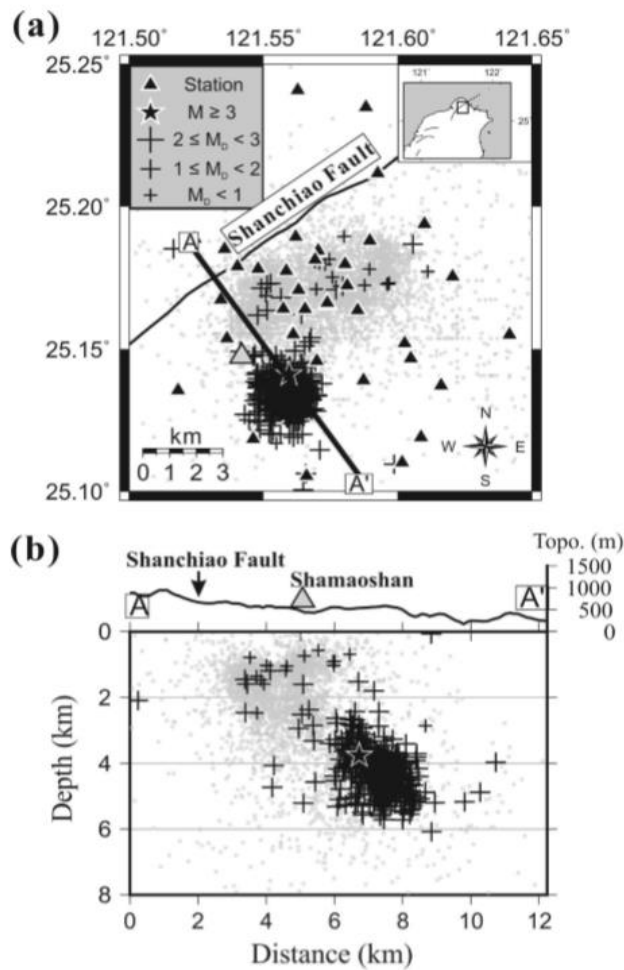 (a)
121.50 121.55 121.60 121.65
25.25
25.20
25.15
25.10
Station
M ≥ 3
2 ≤ M_D < 3
1 ≤ M_D < 2
M_D < 1
121 122
25
Shanchiao Fault
A
A'
km
0 1 2 3
N
W E
S
(b)
Shanchiao Fault
Shamaoshan
Topo. (m)
1500
1000
500
0
A
A'
0
2
4
6
8
Depth (km)
0 2 4 6 8 10 12
Distance (km)